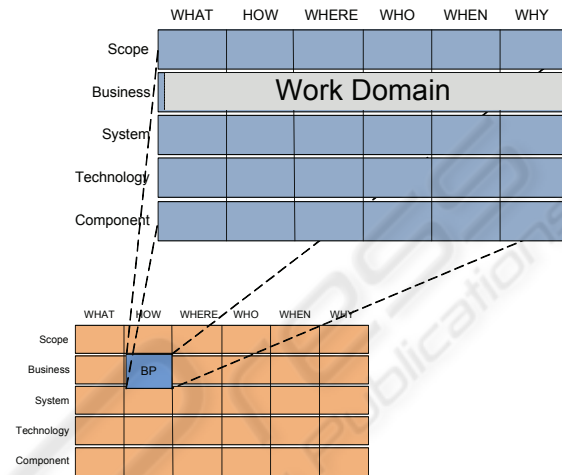 WHAT HOW WHERE WHO WHEN WHY
Scope
Business Work Domain
System
Technology
Component
WHAT HOW WHERE WHO WHEN WHY
Scope
Business BP
System
Technology
Component